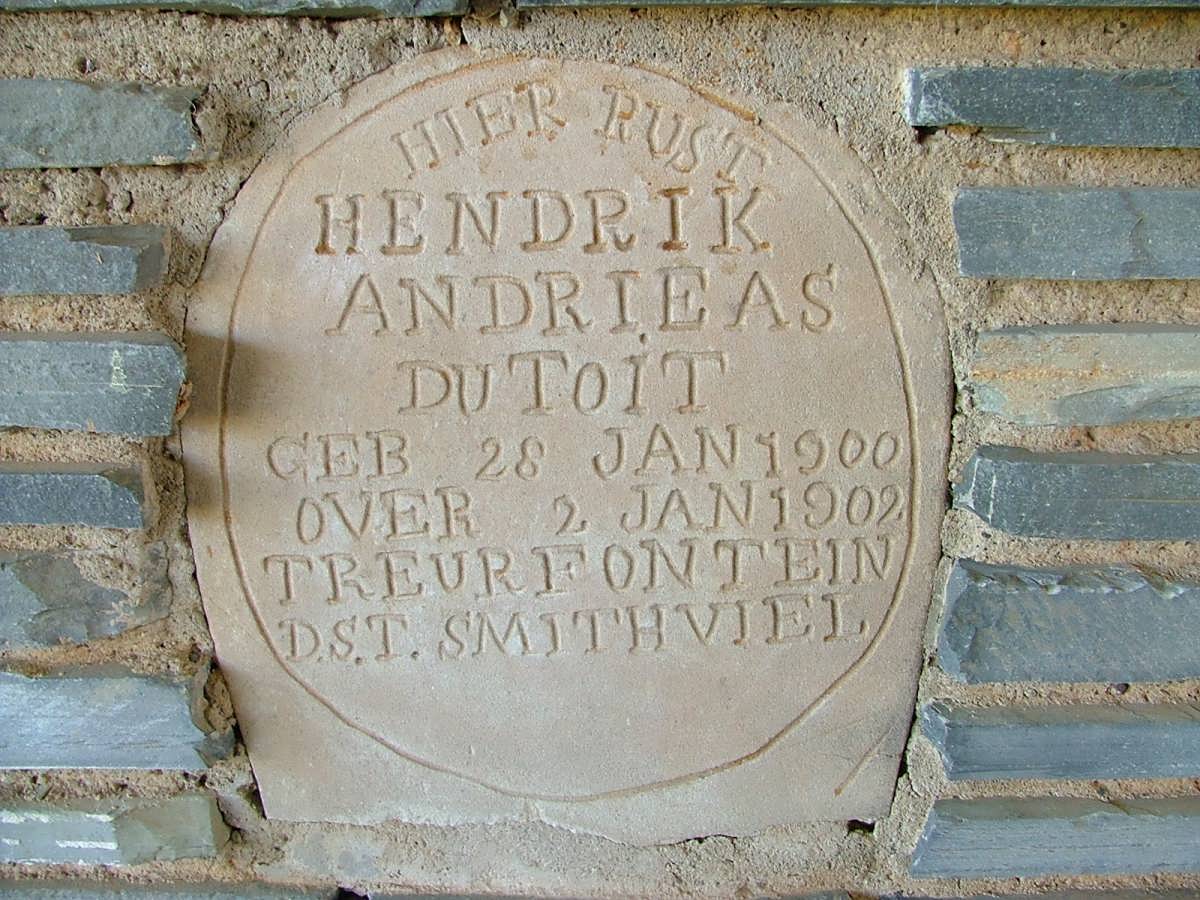 HIER RUST
HENDRIK
ANDRIEAS
DU TOIT
GEB 28 JAN 1900
OVER 2 JAN 1902
TREURFONTEIN
D.S.T. SMITHVIEL